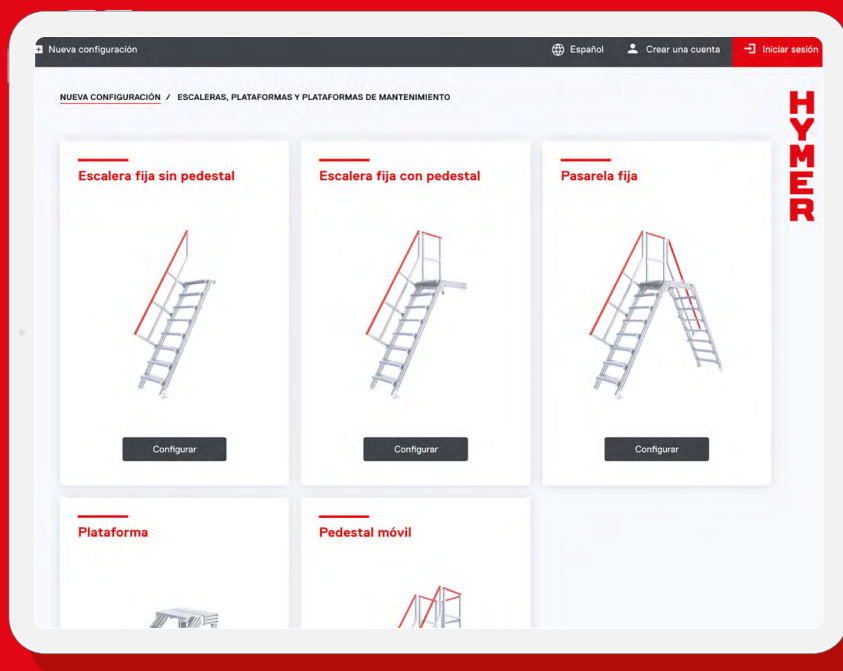 Nueva configuración
Español
Crear una cuenta
Iniciar sesión
NUEVA CONFIGURACIÓN / ESCALERAS, PLATAFORMAS Y PLATAFORMAS DE MANTENIMIENTO
HYMER
Escalera fija sin pedestal
Escalera fija con pedestal
Pasarela fija
Configurar
Configurar
Configurar
Plataforma
Pedestal móvil